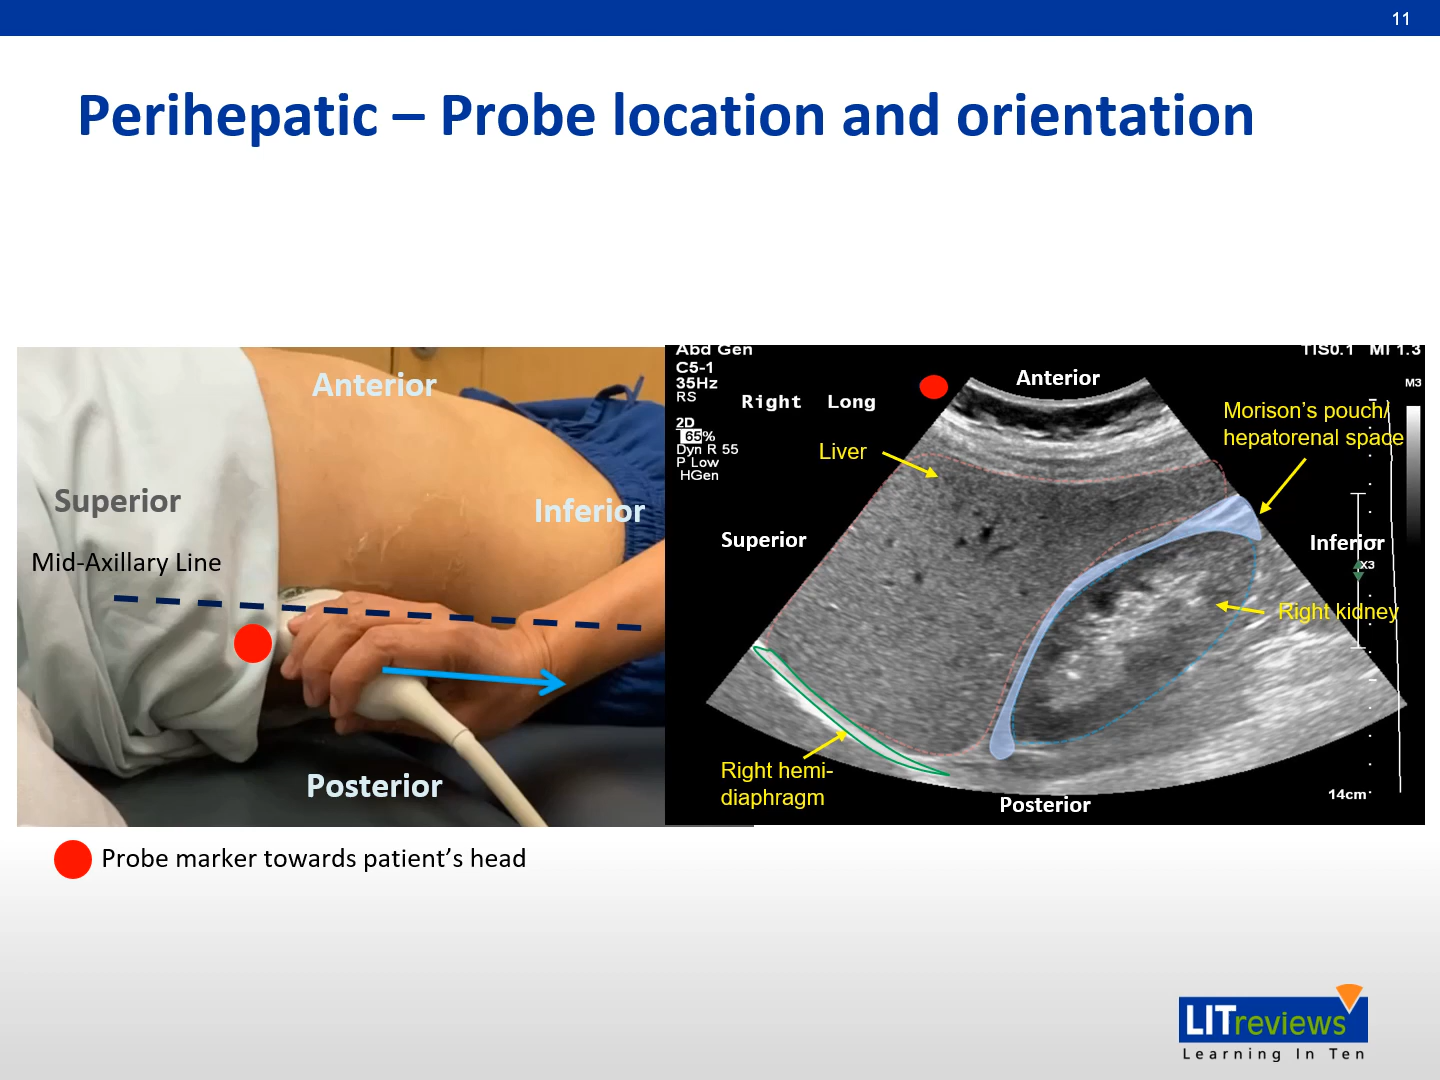 11
Perihepatic – Probe location and orientation
Anterior
Superior
Inferior
Mid-Axillary Line
Posterior
Abd Gen
C5-1
35Hz
RS
2D
65%
Dyn R 55
P Low
HGen
Right Long
Anterior
TIS0.1 MI 1.3
M3
Morison’s pouch/
hepatorenal space
Liver
Superior
Inferior
X3
Right kidney
Right hemi-
diaphragm
Posterior
14cm
Probe marker towards patient’s head
LITreviews
Learning In Ten